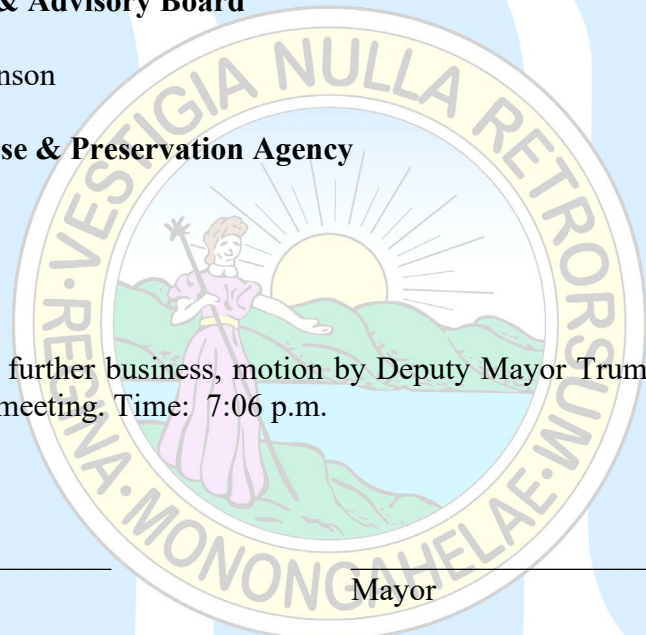 & Advisory Board
nson
se & Preservation Agency
further business, motion by Deputy Mayor Trum
meeting. Time: 7:06 p.m.
Mayor
VESTIGIA NULLA RETRORSUM
REGINA·MONONGAHELAE